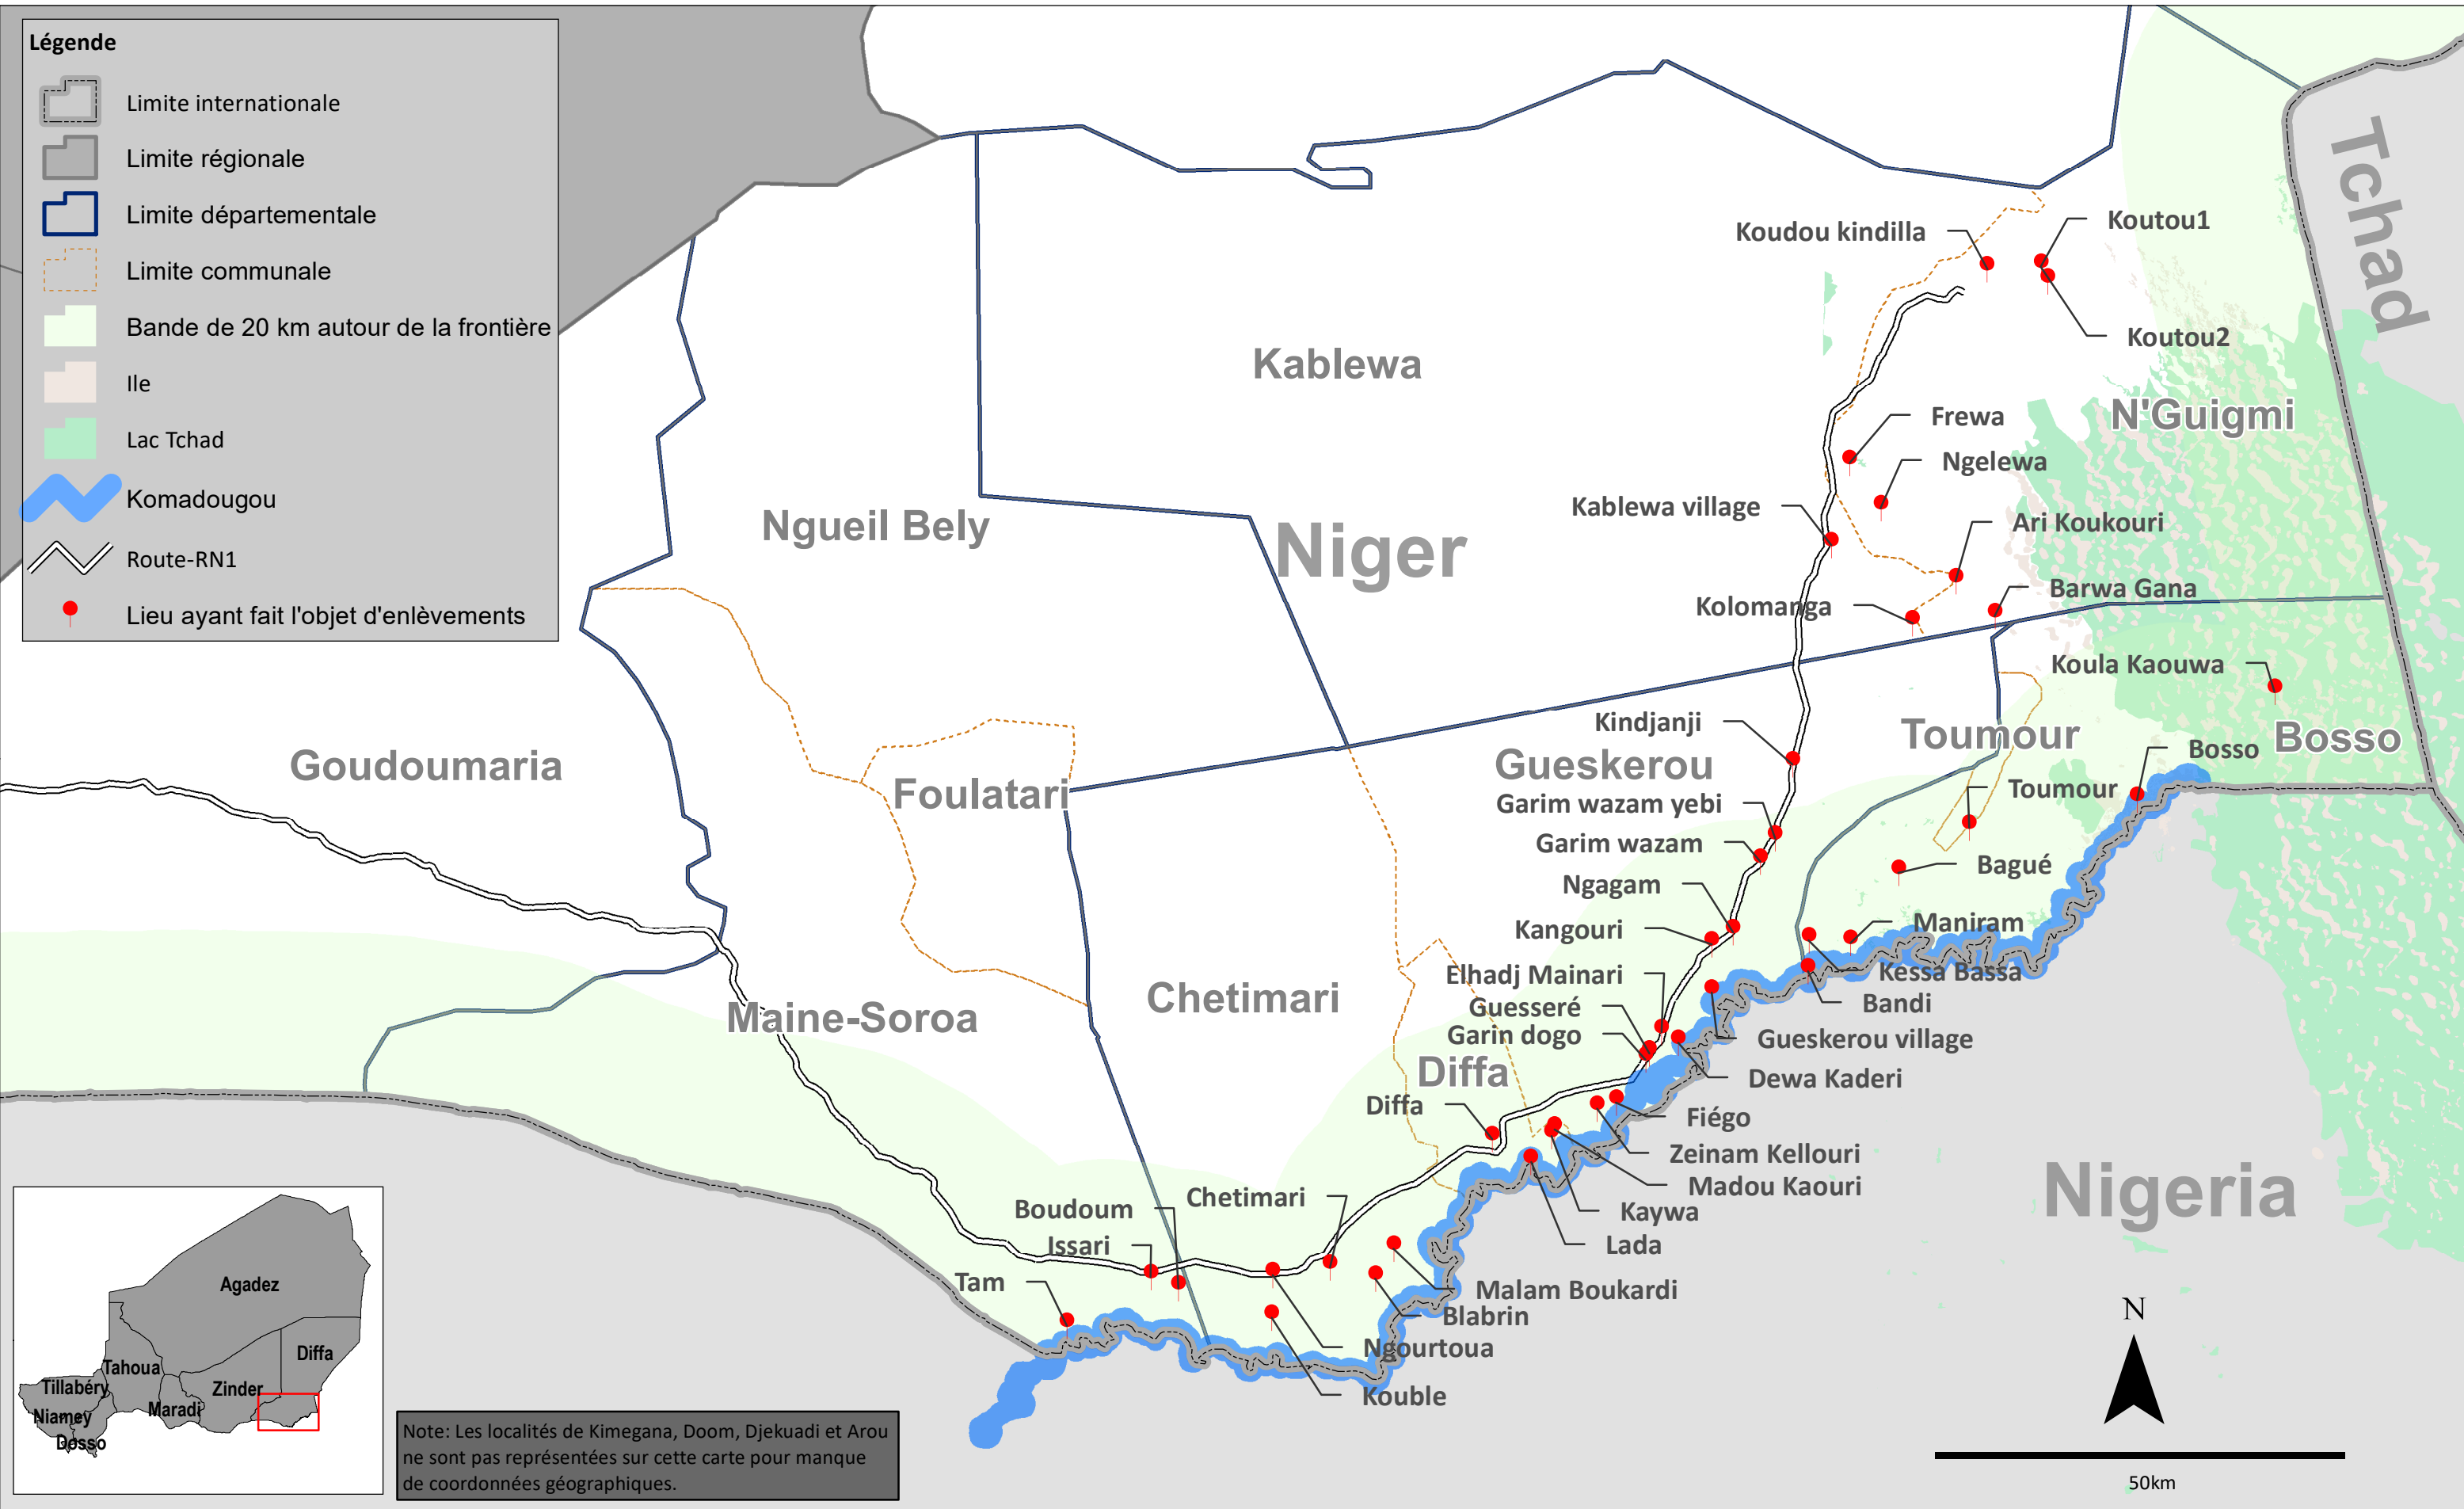 Légende
Limite internationale
Limite régionale
Limite départementale
Limite communale
Bande de 20 km autour de la frontière
Ile
Lac Tchad
Komadougou
Route-RN1
Lieu ayant fait l'objet d'enlèvements
Tchad
Koudou kindilla
Koutou1
Koutou2
Kablewa
N'Guigmi
Frewa
Ngelewa
Kablewa village
Ngueil Bely
Niger
Ari Koukouri
Barwa Gana
Kolomanga
Koula Kaouwa
Kindjanji
Toumour
Bosso
Bosso
Goudoumaria
Gueskerou
Foulatari
Toumour
Garim wazam yebi
Garim wazam
Bagué
Ngagam
Maniram
Kangouri
Kessa Bassa
Elhadj Mainari
Bandi
Chetimari
Guesseré
Maine-Soroa
Garin dogo
Gueskerou village
Diffa
Dewa Kaderi
Diffa
Fiégo
Zeinam Kellouri
Madou Kaouri
Nigeria
Chetimari
Boudoum
Kaywa
Issari
Lada
Tam
Malam Boukardi
Blabrin
Ngourtoua
Kouble
Agadez
Diffa
Tahoua
Zinder
Tillabéry
Maradi
Niamey
Dosso
Note: Les localités de Kimegana, Doom, Djekuadi et Arou
ne sont pas représentées sur cette carte pour manque
de coordonnées géographiques.
N
50km